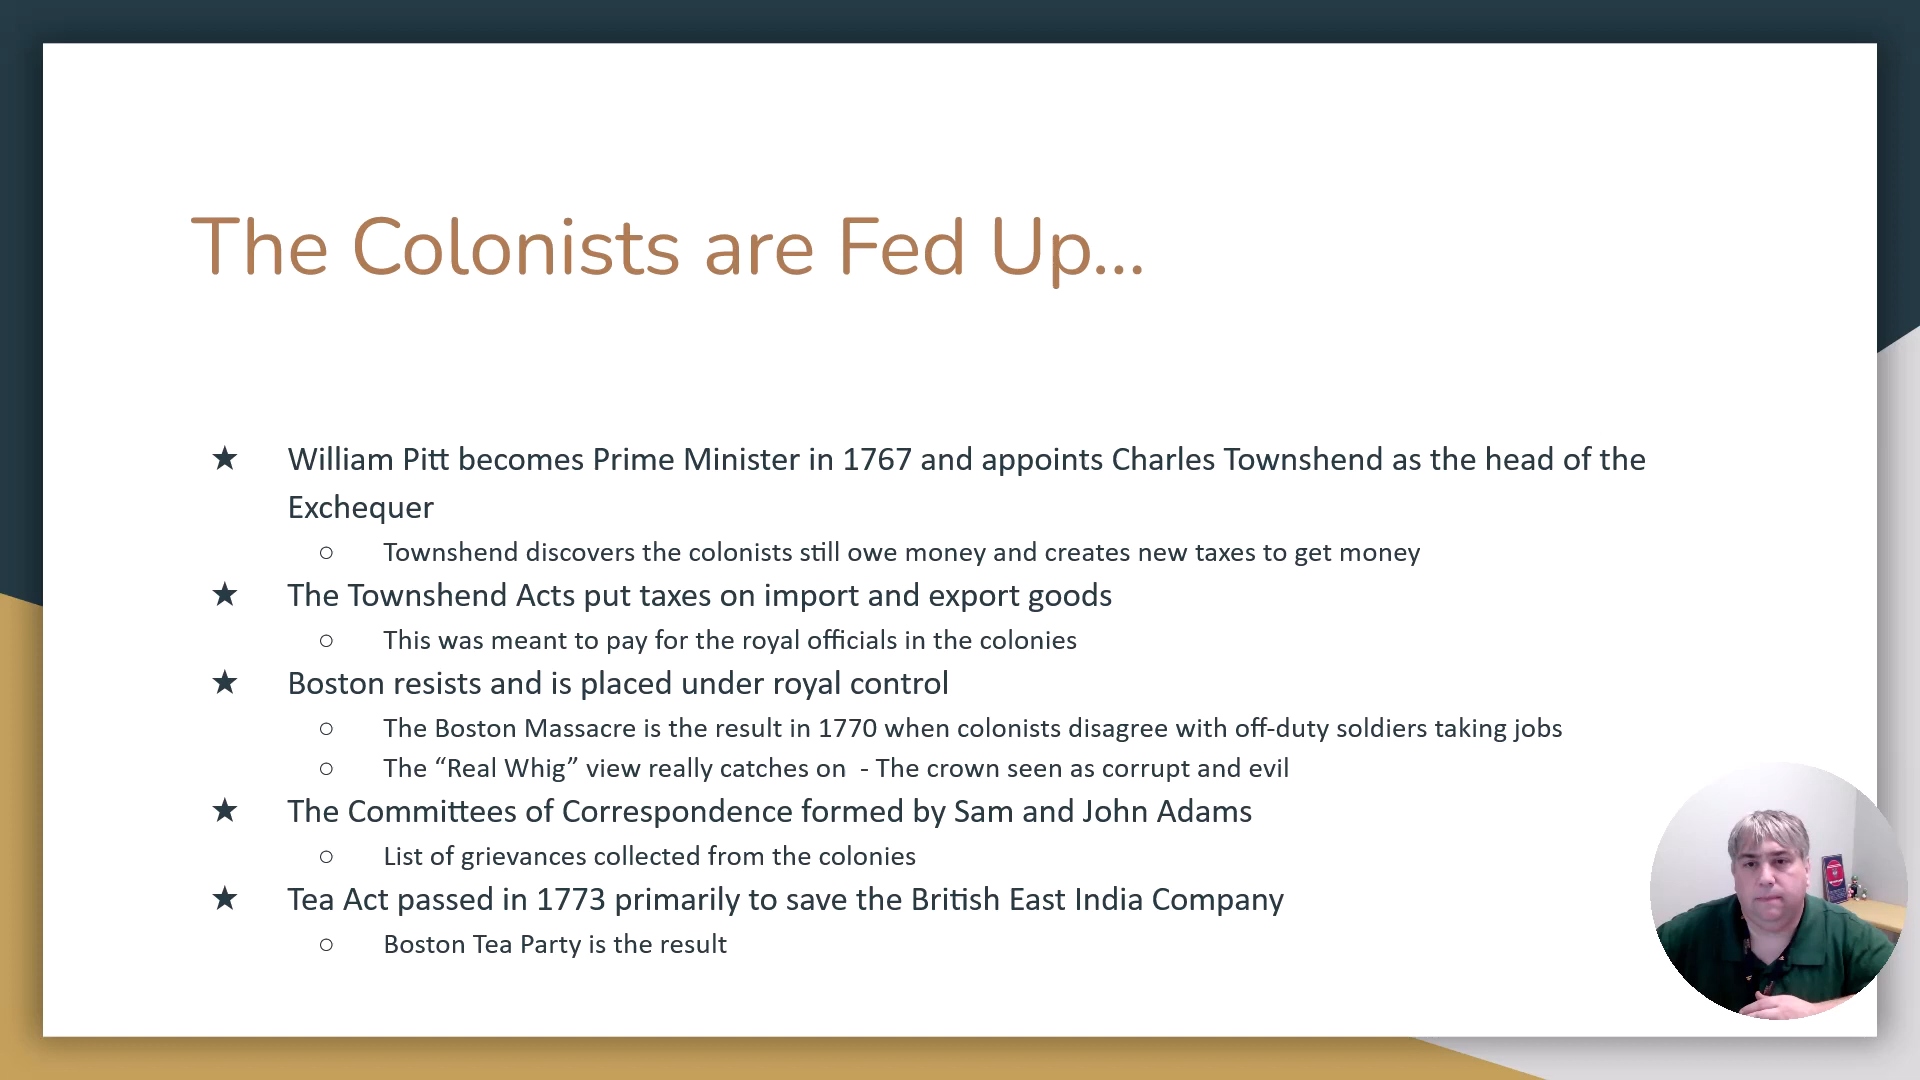 The Colonists are Fed Up...
★ William Pitt becomes Prime Minister in 1767 and appoints Charles Townshend as the head of the
Exchequer
○ Townshend discovers the colonists still owe money and creates new taxes to get money
★ The Townshend Acts put taxes on import and export goods
○ This was meant to pay for the royal officials in the colonies
★ Boston resists and is placed under royal control
○ The Boston Massacre is the result in 1770 when colonists disagree with off-duty soldiers taking jobs
○ The “Real Whig” view really catches on  - The crown seen as corrupt and evil
★ The Committees of Correspondence formed by Sam and John Adams
○ List of grievances collected from the colonies
★ Tea Act passed in 1773 primarily to save the British East India Company
○ Boston Tea Party is the result